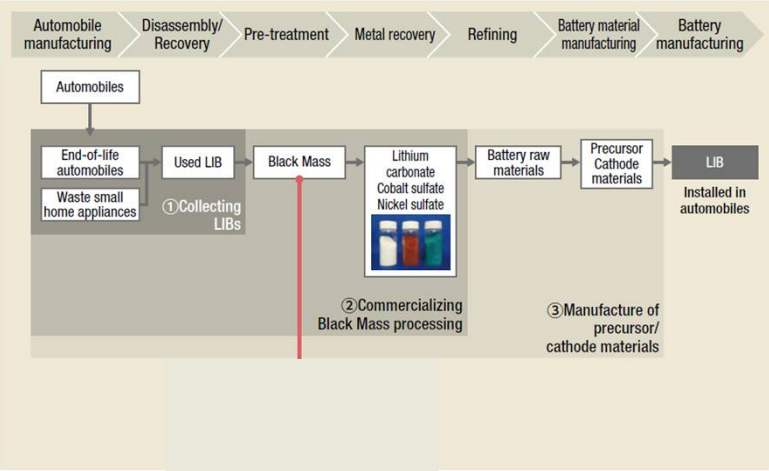 Automobile
manufacturing
Disassembly/
Recovery
Pre-treatment
Metal recovery
Refining
Battery material
manufacturing
Battery
manufacturing
Automobiles
End-of-life
automobiles
Waste small
home appliances
Used LIB
①Collecting
LIBs
Black Mass
Lithium
carbonate
Cobalt sulfate
Nickel sulfate
②Commercializing
Black Mass processing
Battery raw
materials
Precursor
Cathode
materials
③Manufacture of
precursor/
cathode materials
LIB
Installed in
automobiles